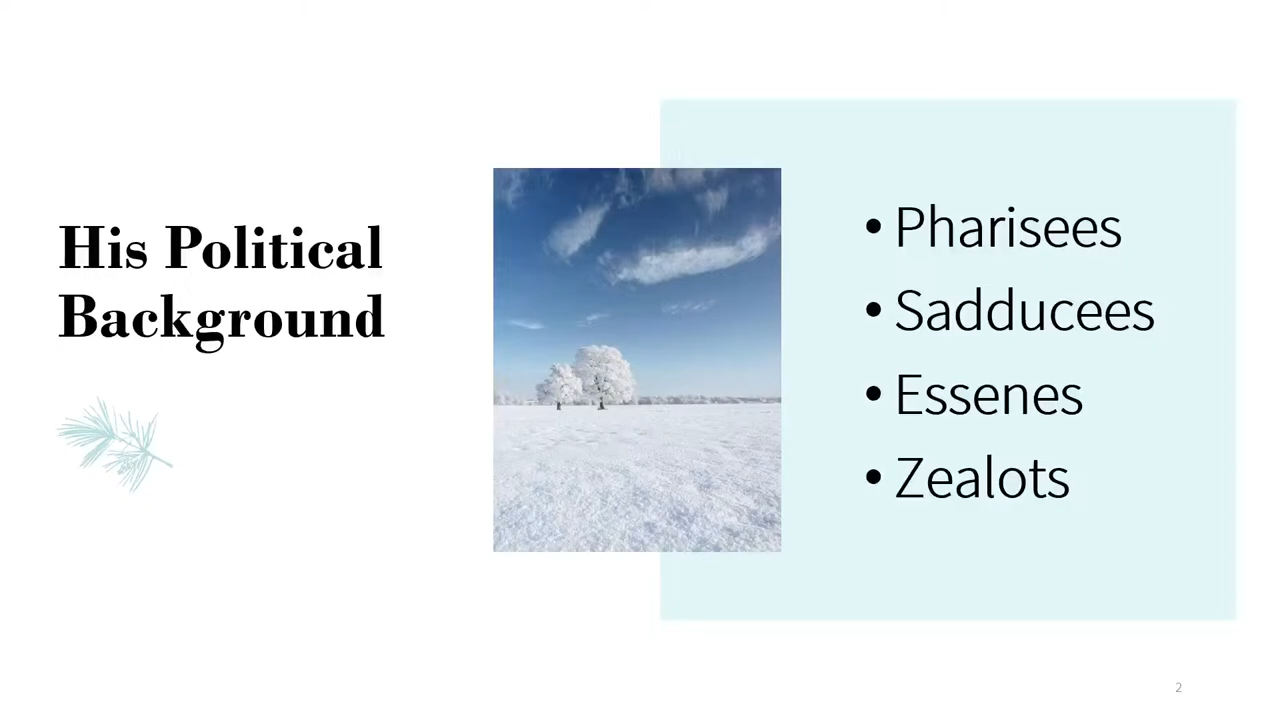 His Political
Background
• Pharisees
• Sadducees
• Essenes
• Zealots
2